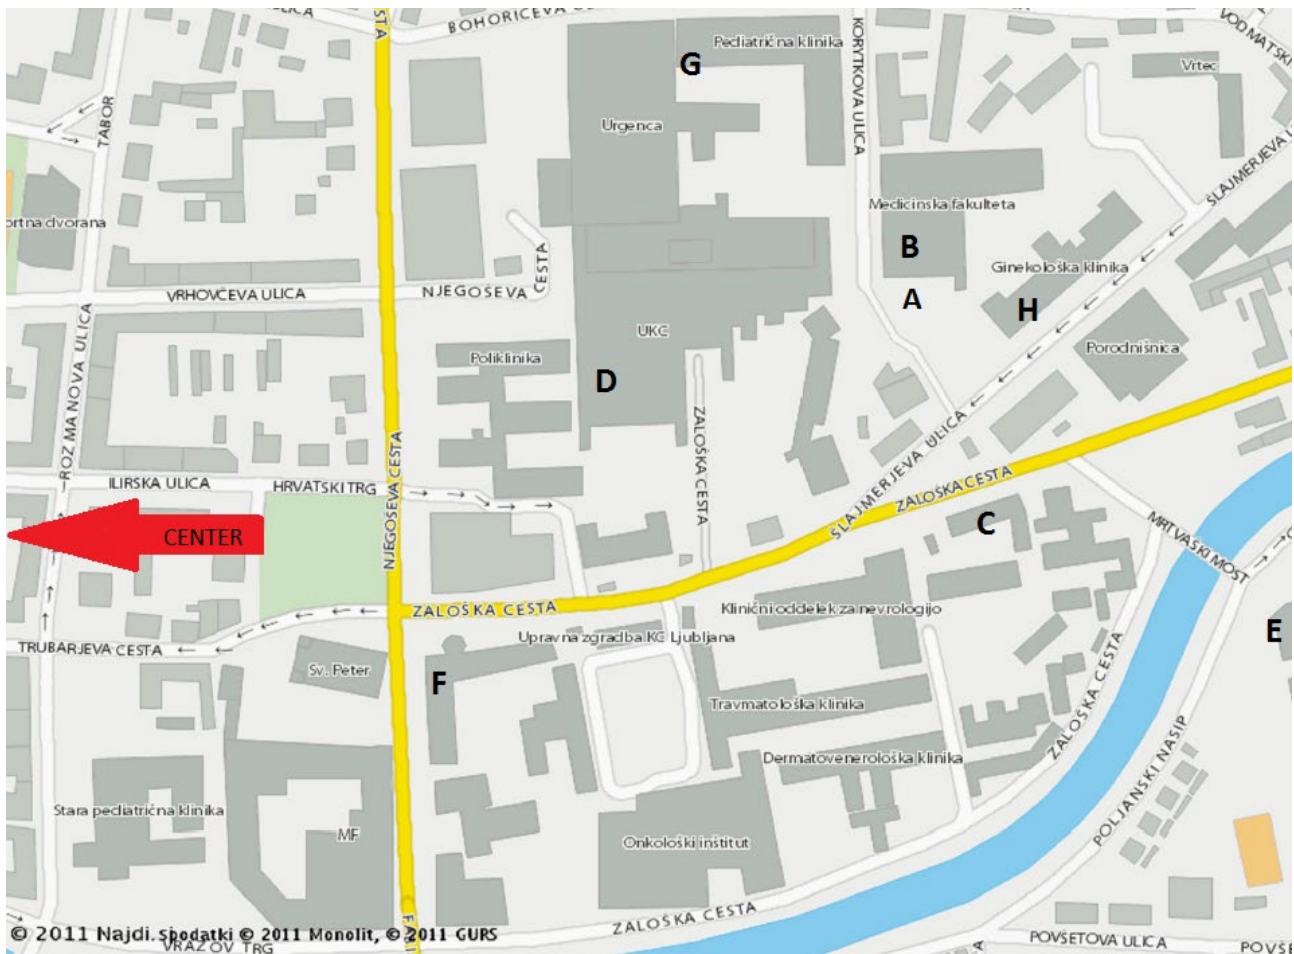 ULICA
STA
BOHORIČEVA U
G
Pediatrična klinika
KORYTKOVA ULICA
VOD MATSKI
Vrtec
TABOR
Urgenca
ŠLAJMERJEVA U
ortna dvorana
Medicinska fakulteta
B
Ginekološka klinika
A
H
VRHOVČEVA ULICA
NJEGOŠEVA
CESTA
UKC
Poliklinika
Porodnišnica
D
ROZMANOVA ULICA
ZALOŠKA CESTA
ŠLAJMERJEVA ULICA
ILIRSKA ULICA
HRVATSKI TRG
NJEGOŠEVA CESTA
ZALOŠKA CESTA
C
MRTVAŠKI MOST
CENTER
ZALOŠKA CESTA
Klinični oddelek za nevrologijo
Upravna zgradba KC Ljubljana
E
TRUBARJEVA CESTA
Sv. Peter
F
Travmatološka klinika
ZALOŠKA CESTA
Dermatovenerološka klinika
POLJANSKI NASIP
Stara pediatrična klinika
MF
Onkološki inštitut
ZALOŠKA CESTA
© 2011 Najdi.si podatki © 2011 Monolit, © 2011 GURS
VRAZOV TRG
POVŠETOVA ULICA
POVŠE